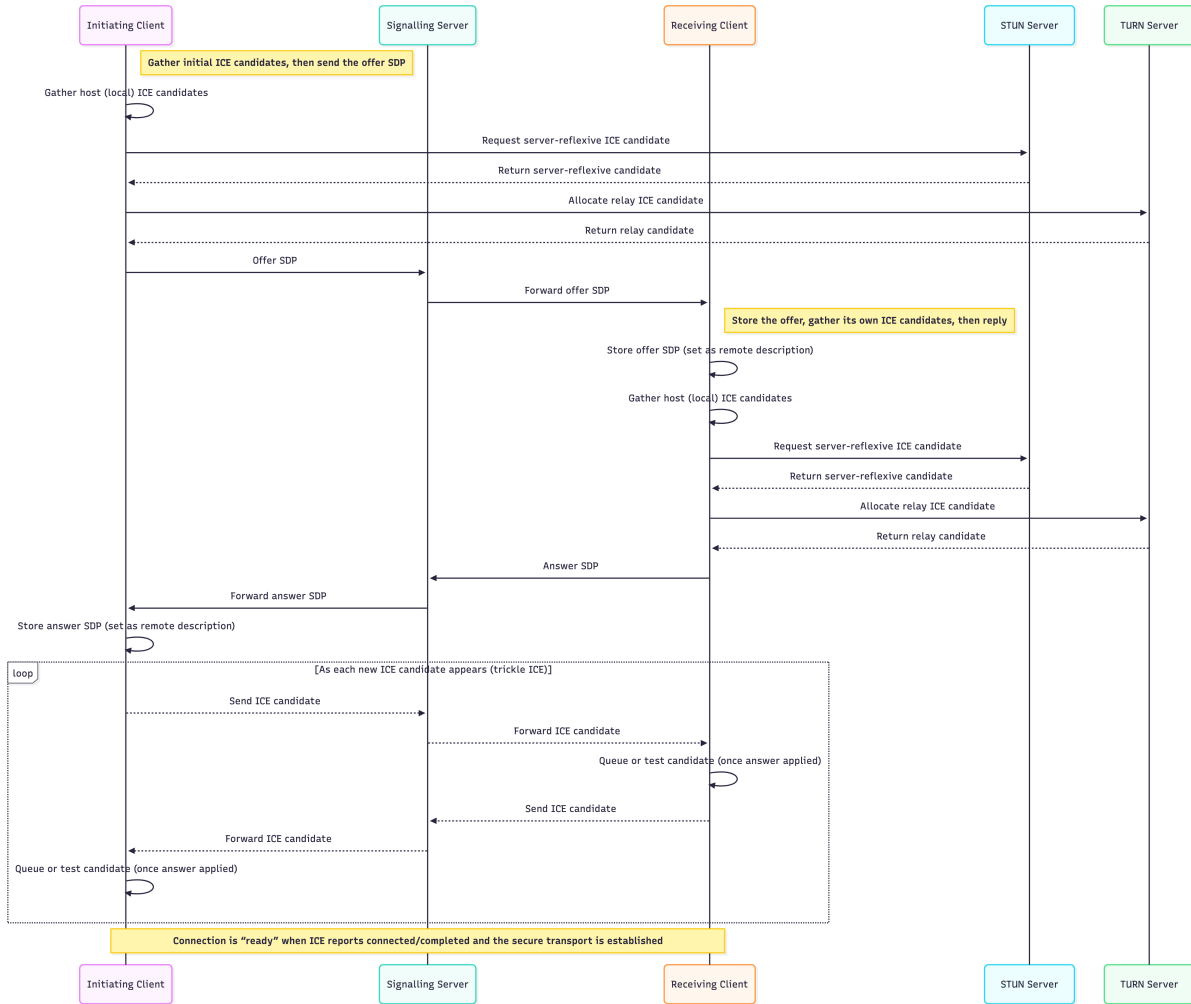 Initiating Client
Signalling Server
Receiving Client
STUN Server
TURN Server
Gather initial ICE candidates, then send the offer SDP
Gather host (local) ICE candidates
Request server-reflexive ICE candidate
Return server-reflexive candidate
Allocate relay ICE candidate
Return relay candidate
Offer SDP
Forward offer SDP
Store the offer, gather its own ICE candidates, then reply
Store offer SDP (set as remote description)
Gather host (local) ICE candidates
Request server-reflexive ICE candidate
Return server-reflexive candidate
Allocate relay ICE candidate
Return relay candidate
Answer SDP
Forward answer SDP
Store answer SDP (set as remote description)
loop
[As each new ICE candidate appears (trickle ICE)]
Send ICE candidate
Forward ICE candidate
Queue or test candidate (once answer applied)
Send ICE candidate
Forward ICE candidate
Queue or test candidate (once answer applied)
Connection is “ready” when ICE reports connected/completed and the secure transport is established
Initiating Client
Signalling Server
Receiving Client
STUN Server
TURN Server